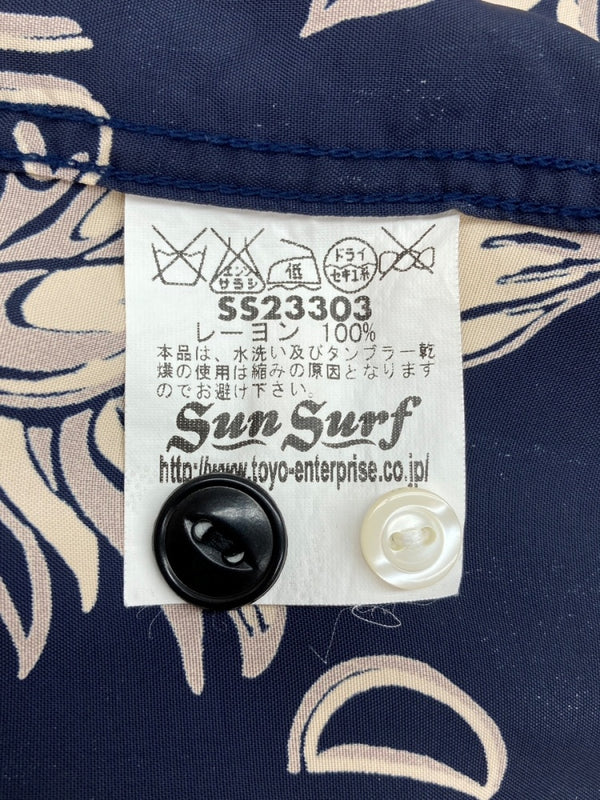 エンソ
サラシ
低
ドライ
セキユ系
SS23303
レーヨン 100%
本品は、水洗い及びタンブラー乾
燥の使用は縮みの原因となります
のでお避け下さい。
Sun Surf
http://www.toyo-enterprise.co.jp/